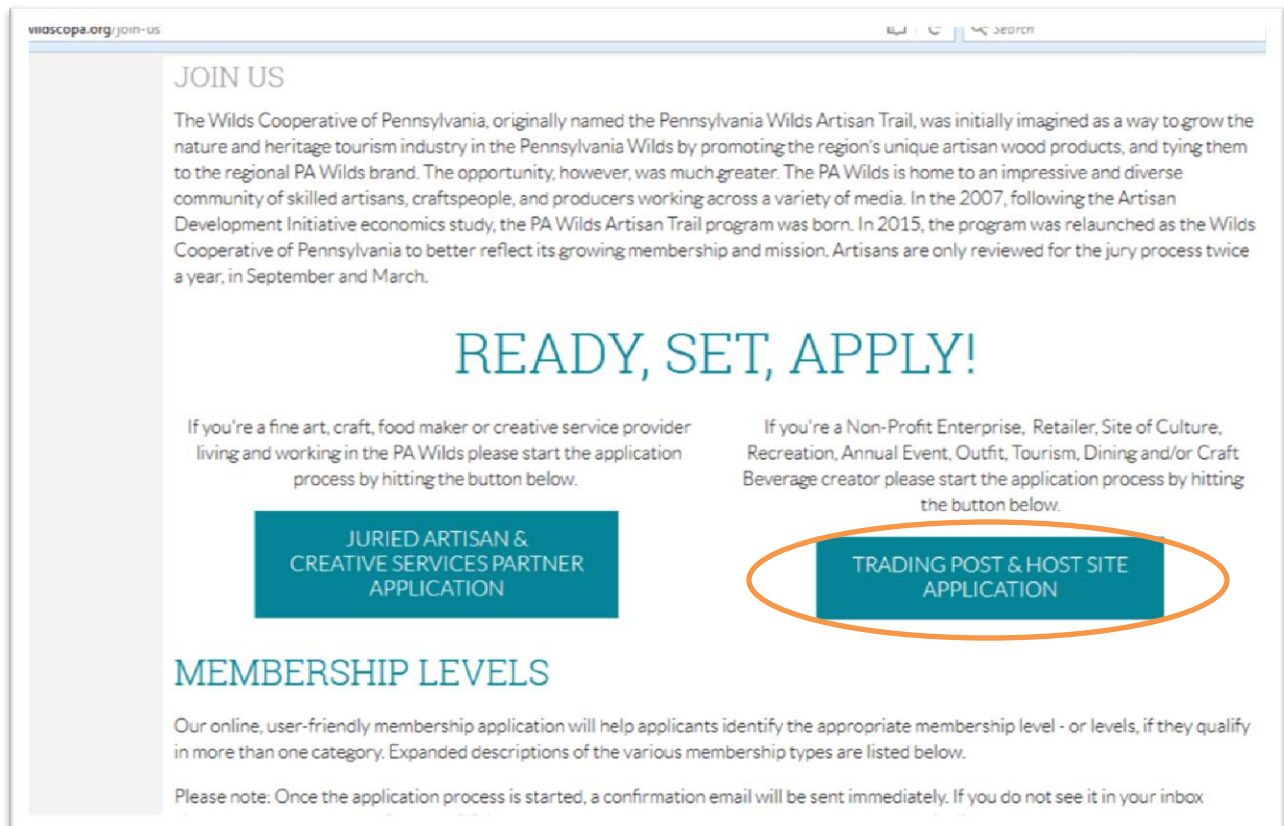 wildscopa.org/join-us
Search
JOIN US
The Wilds Cooperative of Pennsylvania, originally named the Pennsylvania Wilds Artisan Trail, was initially imagined as a way to grow the
nature and heritage tourism industry in the Pennsylvania Wilds by promoting the region's unique artisan wood products, and tying them
to the regional PA Wilds brand. The opportunity, however, was much greater. The PA Wilds is home to an impressive and diverse
community of skilled artisans, craftspeople, and producers working across a variety of media. In the 2007, following the Artisan
Development Initiative economics study, the PA Wilds Artisan Trail program was born. In 2015, the program was relaunched as the Wilds
Cooperative of Pennsylvania to better reflect its growing membership and mission. Artisans are only reviewed for the jury process twice
a year, in September and March.
READY, SET, APPLY!
If you're a fine art, craft, food maker or creative service provider
living and working in the PA Wilds please start the application
process by hitting the button below.
JURIED ARTISAN &
CREATIVE SERVICES PARTNER
APPLICATION
If you're a Non-Profit Enterprise, Retailer, Site of Culture,
Recreation, Annual Event, Outfit, Tourism, Dining and/or Craft
Beverage creator please start the application process by hitting
the button below.
TRADING POST & HOST SITE
APPLICATION
MEMBERSHIP LEVELS
Our online, user-friendly membership application will help applicants identify the appropriate membership level - or levels, if they qualify
in more than one category. Expanded descriptions of the various membership types are listed below.
Please note: Once the application process is started, a confirmation email will be sent immediately. If you do not see it in your inbox